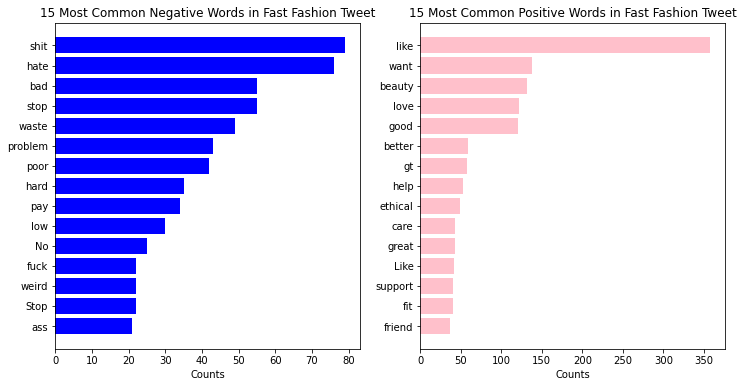 15 Most Common Negative Words in Fast Fashion Tweet
shit
hate
bad
stop
waste
problem
poor
hard
pay
low
No
fuck
weird
Stop
ass
0 10 20 30 40 50 60 70 80
Counts
15 Most Common Positive Words in Fast Fashion Tweet
like
want
beauty
love
good
better
gt
help
ethical
care
great
Like
support
fit
friend
0 50 100 150 200 250 300 350
Counts